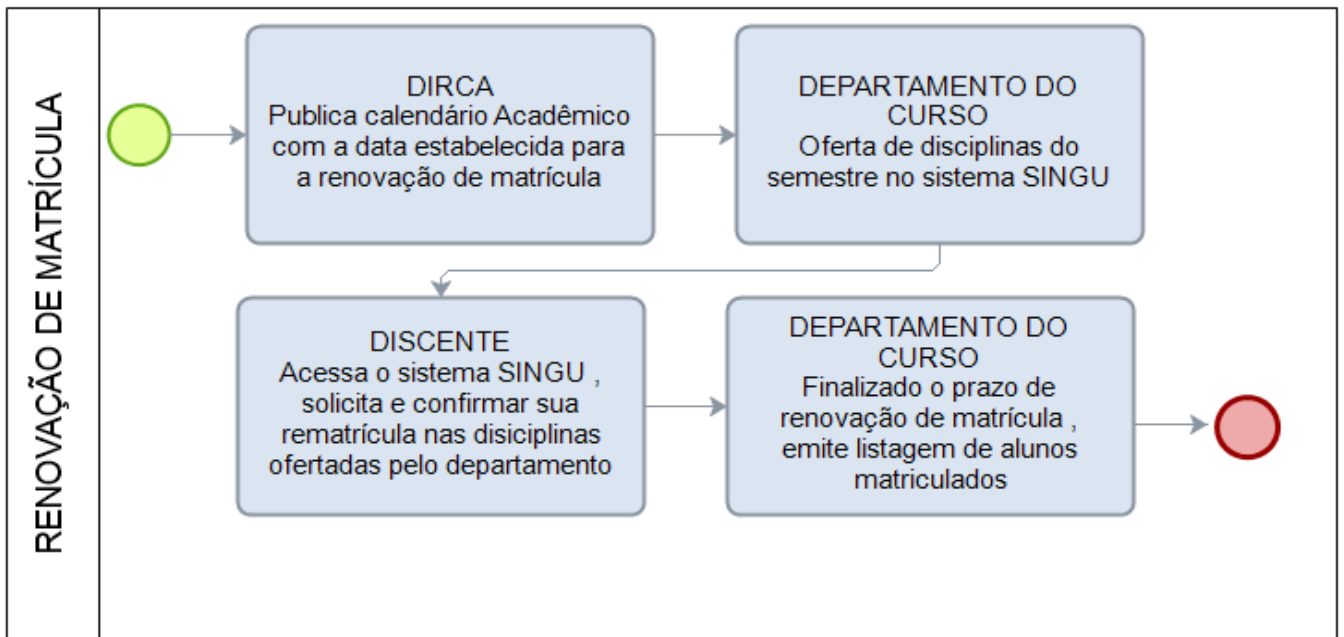 RENOVAÇÃO DE MATRÍCULA
DIRCA
Publica calendário Acadêmico
com a data estabelecida para
a renovação de matrícula
DEPARTAMENTO DO
CURSO
Oferta de disciplinas do
semestre no sistema SINGU
DISCENTE
Acessa o sistema SINGU ,
solicita e confirmar sua
rematrícula nas disiciplinas
ofertadas pelo departamento
DEPARTAMENTO DO
CURSO
Finalizado o prazo de
renovação de matrícula ,
emite listagem de alunos
matriculados